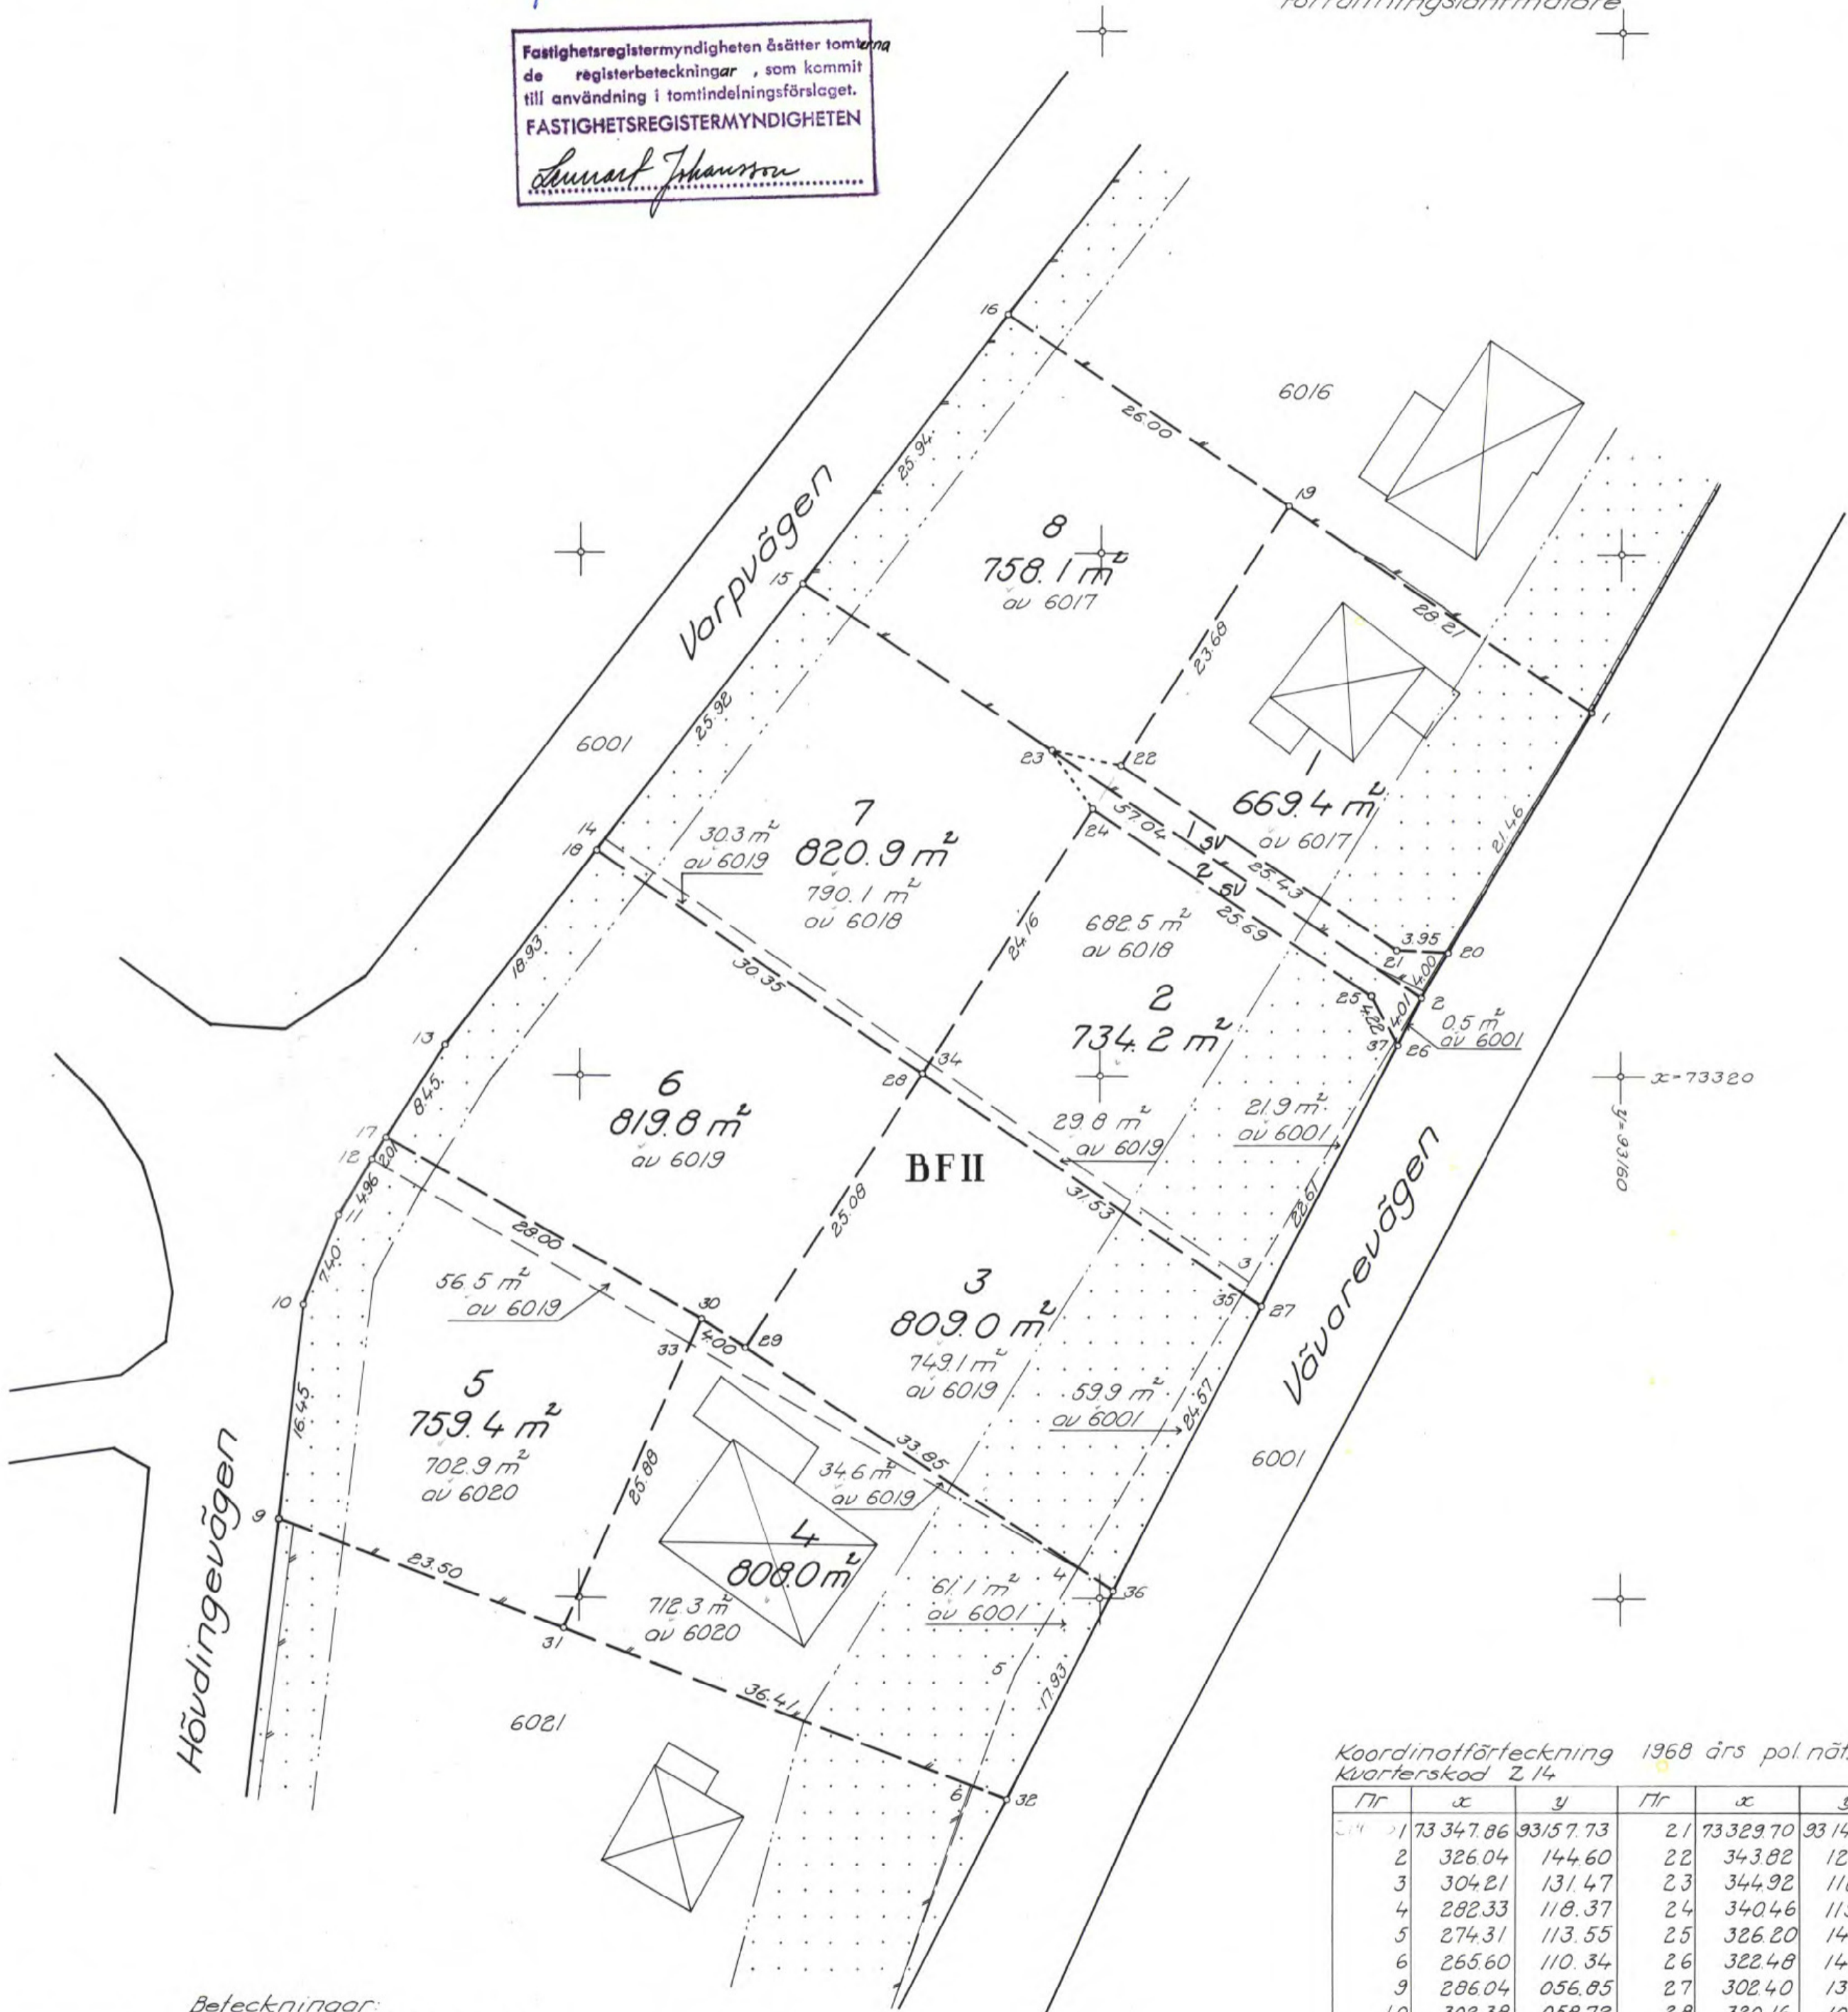 förrättningslantmätare
Fastighetsregistermyndigheten åsätter tomterna
de registerbeteckningar , som kommit
till användning i tomtindelningsförslaget.
FASTIGHETSREGISTERMYNDIGHETEN
Lennart Johansson
16
6016
26.00
25.94
19
Varpvägen
8
758.1 m²
av 6017
15
28.21
23.68
1
25.92
6001
23
22
1
669.4 m²
av 6017
21.46
7
820.9 m²
790.1 m²
av 6018
30.3 m²
av 6019
14
18
24
57.04
1 sv
2 sv
25.43
25.69
682.5 m²
av 6018
24.16
3.95
21
20
4.00
25
4.22
4.01
2
0.5 m²
av 6001
18.93
30.35
2
734.2 m²
37
26
13
34
28
x=73320
y=93160
6
819.8 m²
av 6019
8.45
29.8 m²
av 6019
21.9 m²
av 6001
17
12
2.01
BFII
4.96
11
28.00
25.08
31.53
22.61
Vävarevägen
7.40
10
56.5 m²
av 6019
30
3
809.0 m²
749.1 m²
av 6019
3
35
27
33
4.00
29
5
759.4 m²
702.9 m²
av 6020
59.9 m²
av 6001
24.57
16.45
33.85
6001
25.88
34.6 m²
av 6019
Hövdingevägen
9
23.50
4
808.0 m²
712.3 m²
av 6020
61.1 m²
av 6001
4
36
31
5
17.93
36.41
6021
6
32
Koordinatförteckning 1968 års pol. nät.
Kvarterskod Z 14
Nr x y Nr x
1 73 347.86 93157.73 21 73329.70 9314
2 326.04 144.60 22 343.82 12
3 304.21 131.47 23 344.92 11
4 282.33 118.37 24 340.46 11
5 274.31 113.55 25 326.20 14
6 265.60 110.34 26 322.48 14
9 286.04 056.85 27 302.40 13
Beteckningar: